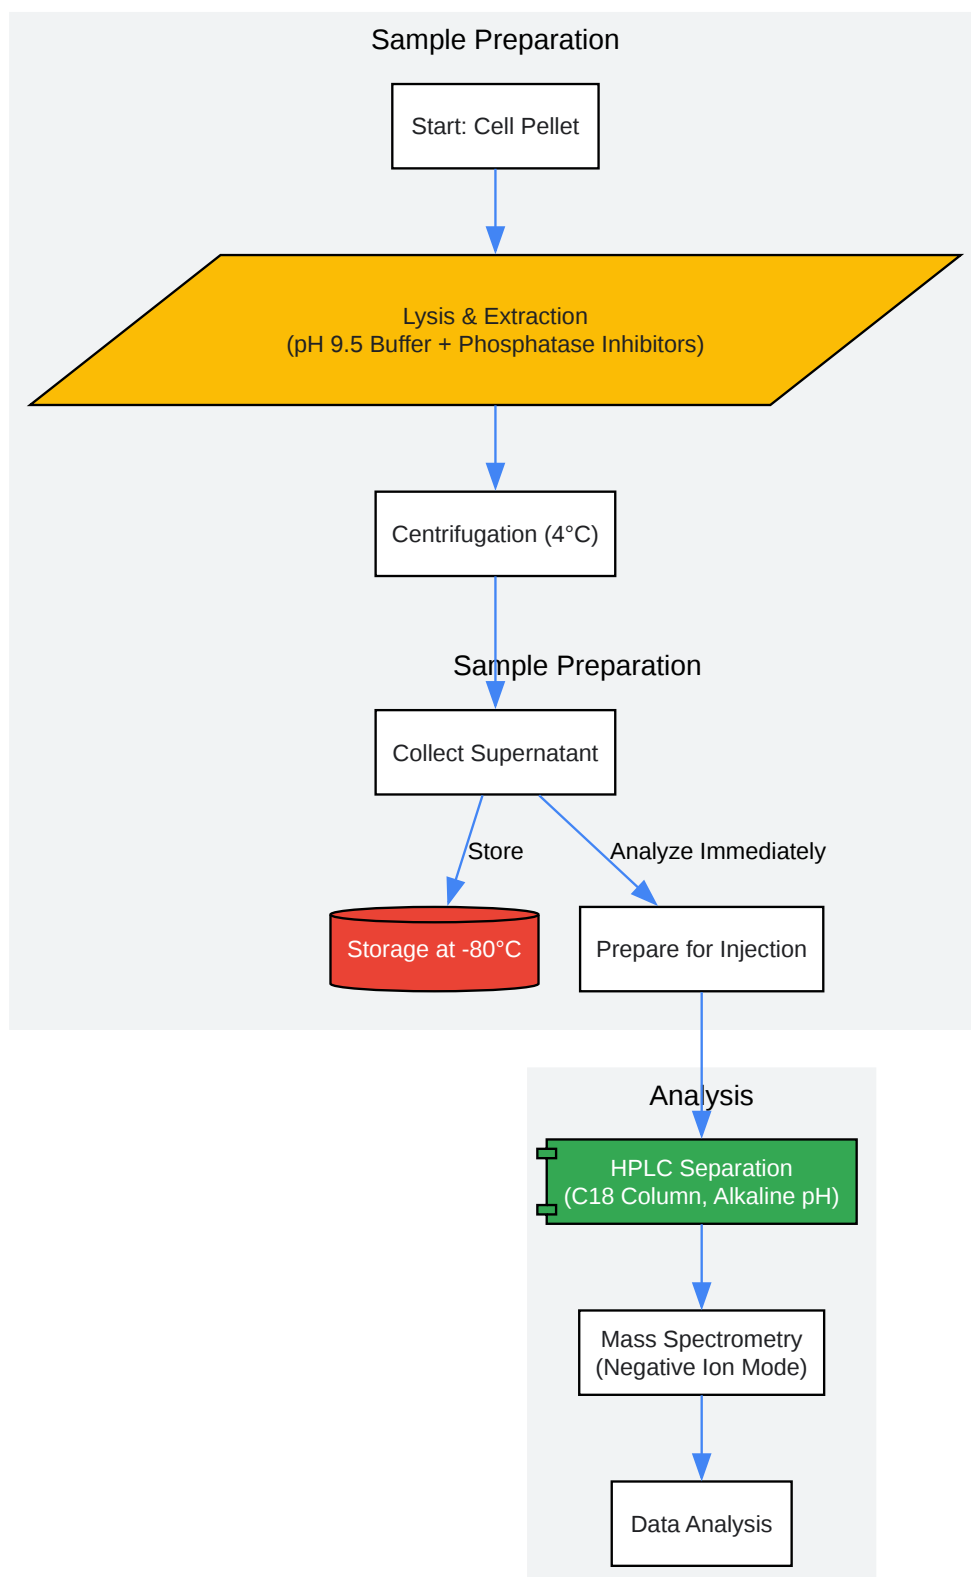 Sample Preparation
Start: Cell Pellet
Lysis & Extraction
(pH 9.5 Buffer + Phosphatase Inhibitors)
Centrifugation (4°C)
Sample Preparation
Collect Supernatant
Store
Analyze Immediately
Storage at -80°C
Prepare for Injection
Analysis
HPLC Separation
(C18 Column, Alkaline pH)
Mass Spectrometry
(Negative Ion Mode)
Data Analysis